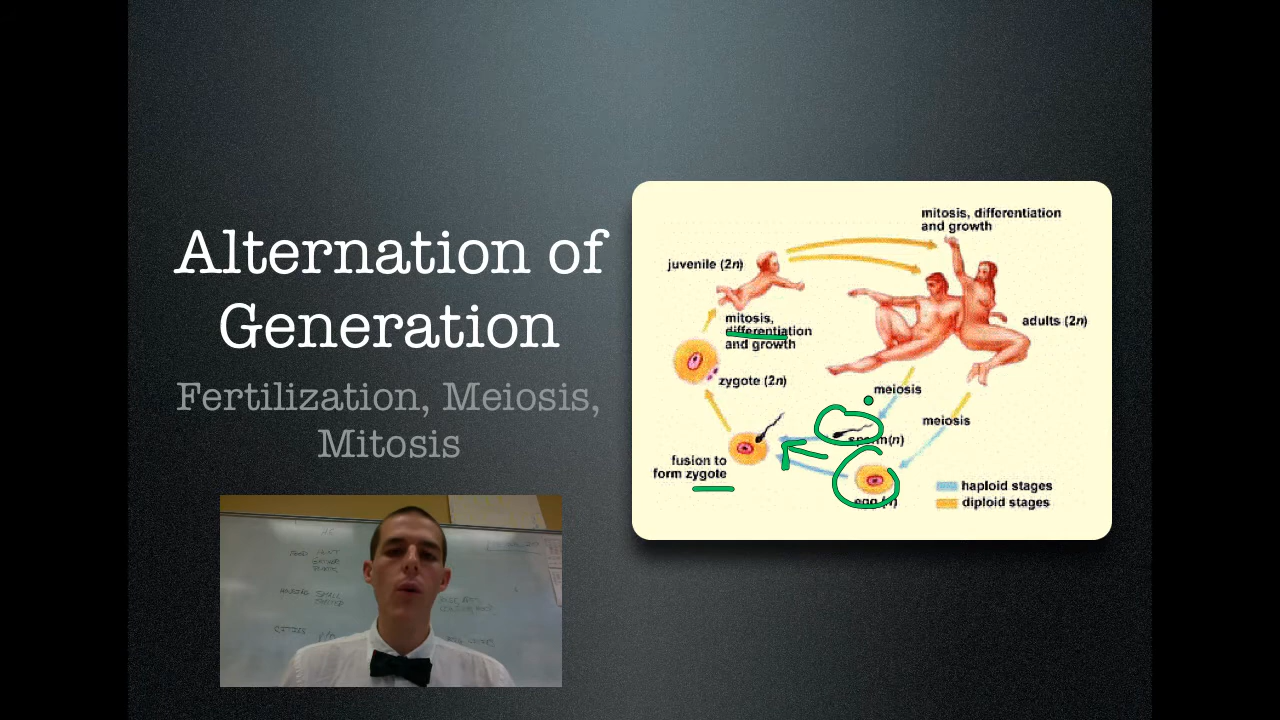 Alternation of
Generation
Fertilization, Meiosis,
Mitosis
mitosis, differentiation
and growth
juvenile (2n)
mitosis,
differentiation
and growth
adults (2n)
zygote (2n)
meiosis
meiosis
sperm(n)
fusion to
form zygote
egg (n)
haploid stages
diploid stages